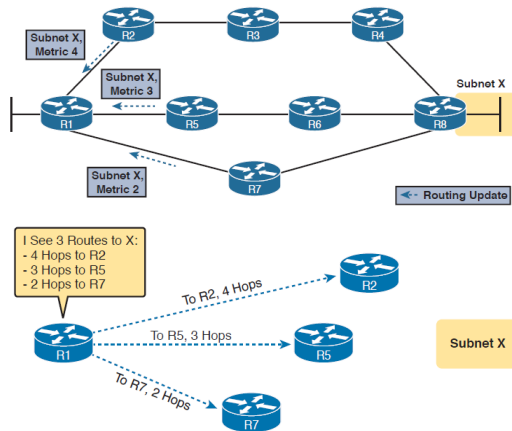 R2
R3
R4
Subnet X,
Metric 4
Subnet X,
Metric 3
Subnet X
R1
R5
R6
R8
Subnet X,
Metric 2
R7
Routing Update
I See 3 Routes to X:
- 4 Hops to R2
- 3 Hops to R5
- 2 Hops to R7
To R2, 4 Hops
R2
To R5, 3 Hops
R1
R5
Subnet X
To R7, 2 Hops
R7